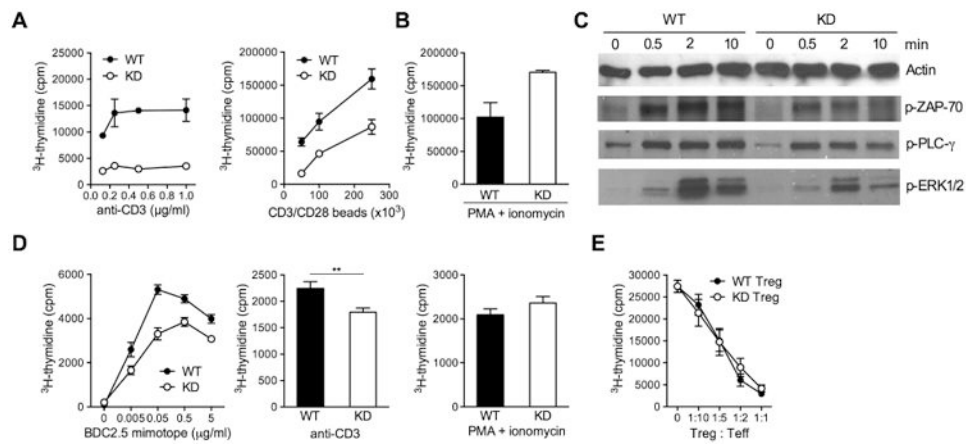 A
³H-thymidine (cpm)
25000
20000
15000
10000
5000
0
WT
KD
0.0
0.2
0.4
0.6
0.8
1.0
anti-CD3 (µg/ml)
³H-thymidine (cpm)
200000
150000
100000
50000
0
WT
KD
0
100
200
300
CD3/CD28 beads (x10³)
B
³H-thymidine (cpm)
200000
150000
100000
50000
0
WT
KD
PMA + ionomycin
C
WT
KD
0
0.5
2
10
0
0.5
2
10
min
Actin
p-ZAP-70
p-PLC-γ
p-ERK1/2
D
³H-thymidine (cpm)
6000
4000
2000
0
WT
KD
0
0.005
0.05
0.5
5
BDC2.5 mimotope (µg/ml)
³H-thymidine (cpm)
2500
2000
1500
1000
500
0
**
WT
KD
anti-CD3
³H-thymidine (cpm)
3000
2000
1000
0
WT
KD
PMA + ionomycin
E
³H-thymidine (cpm)
30000
25000
20000
15000
10000
5000
0
WT Treg
KD Treg
0
1:10
1:5
1:2
1:1
Treg : Teff